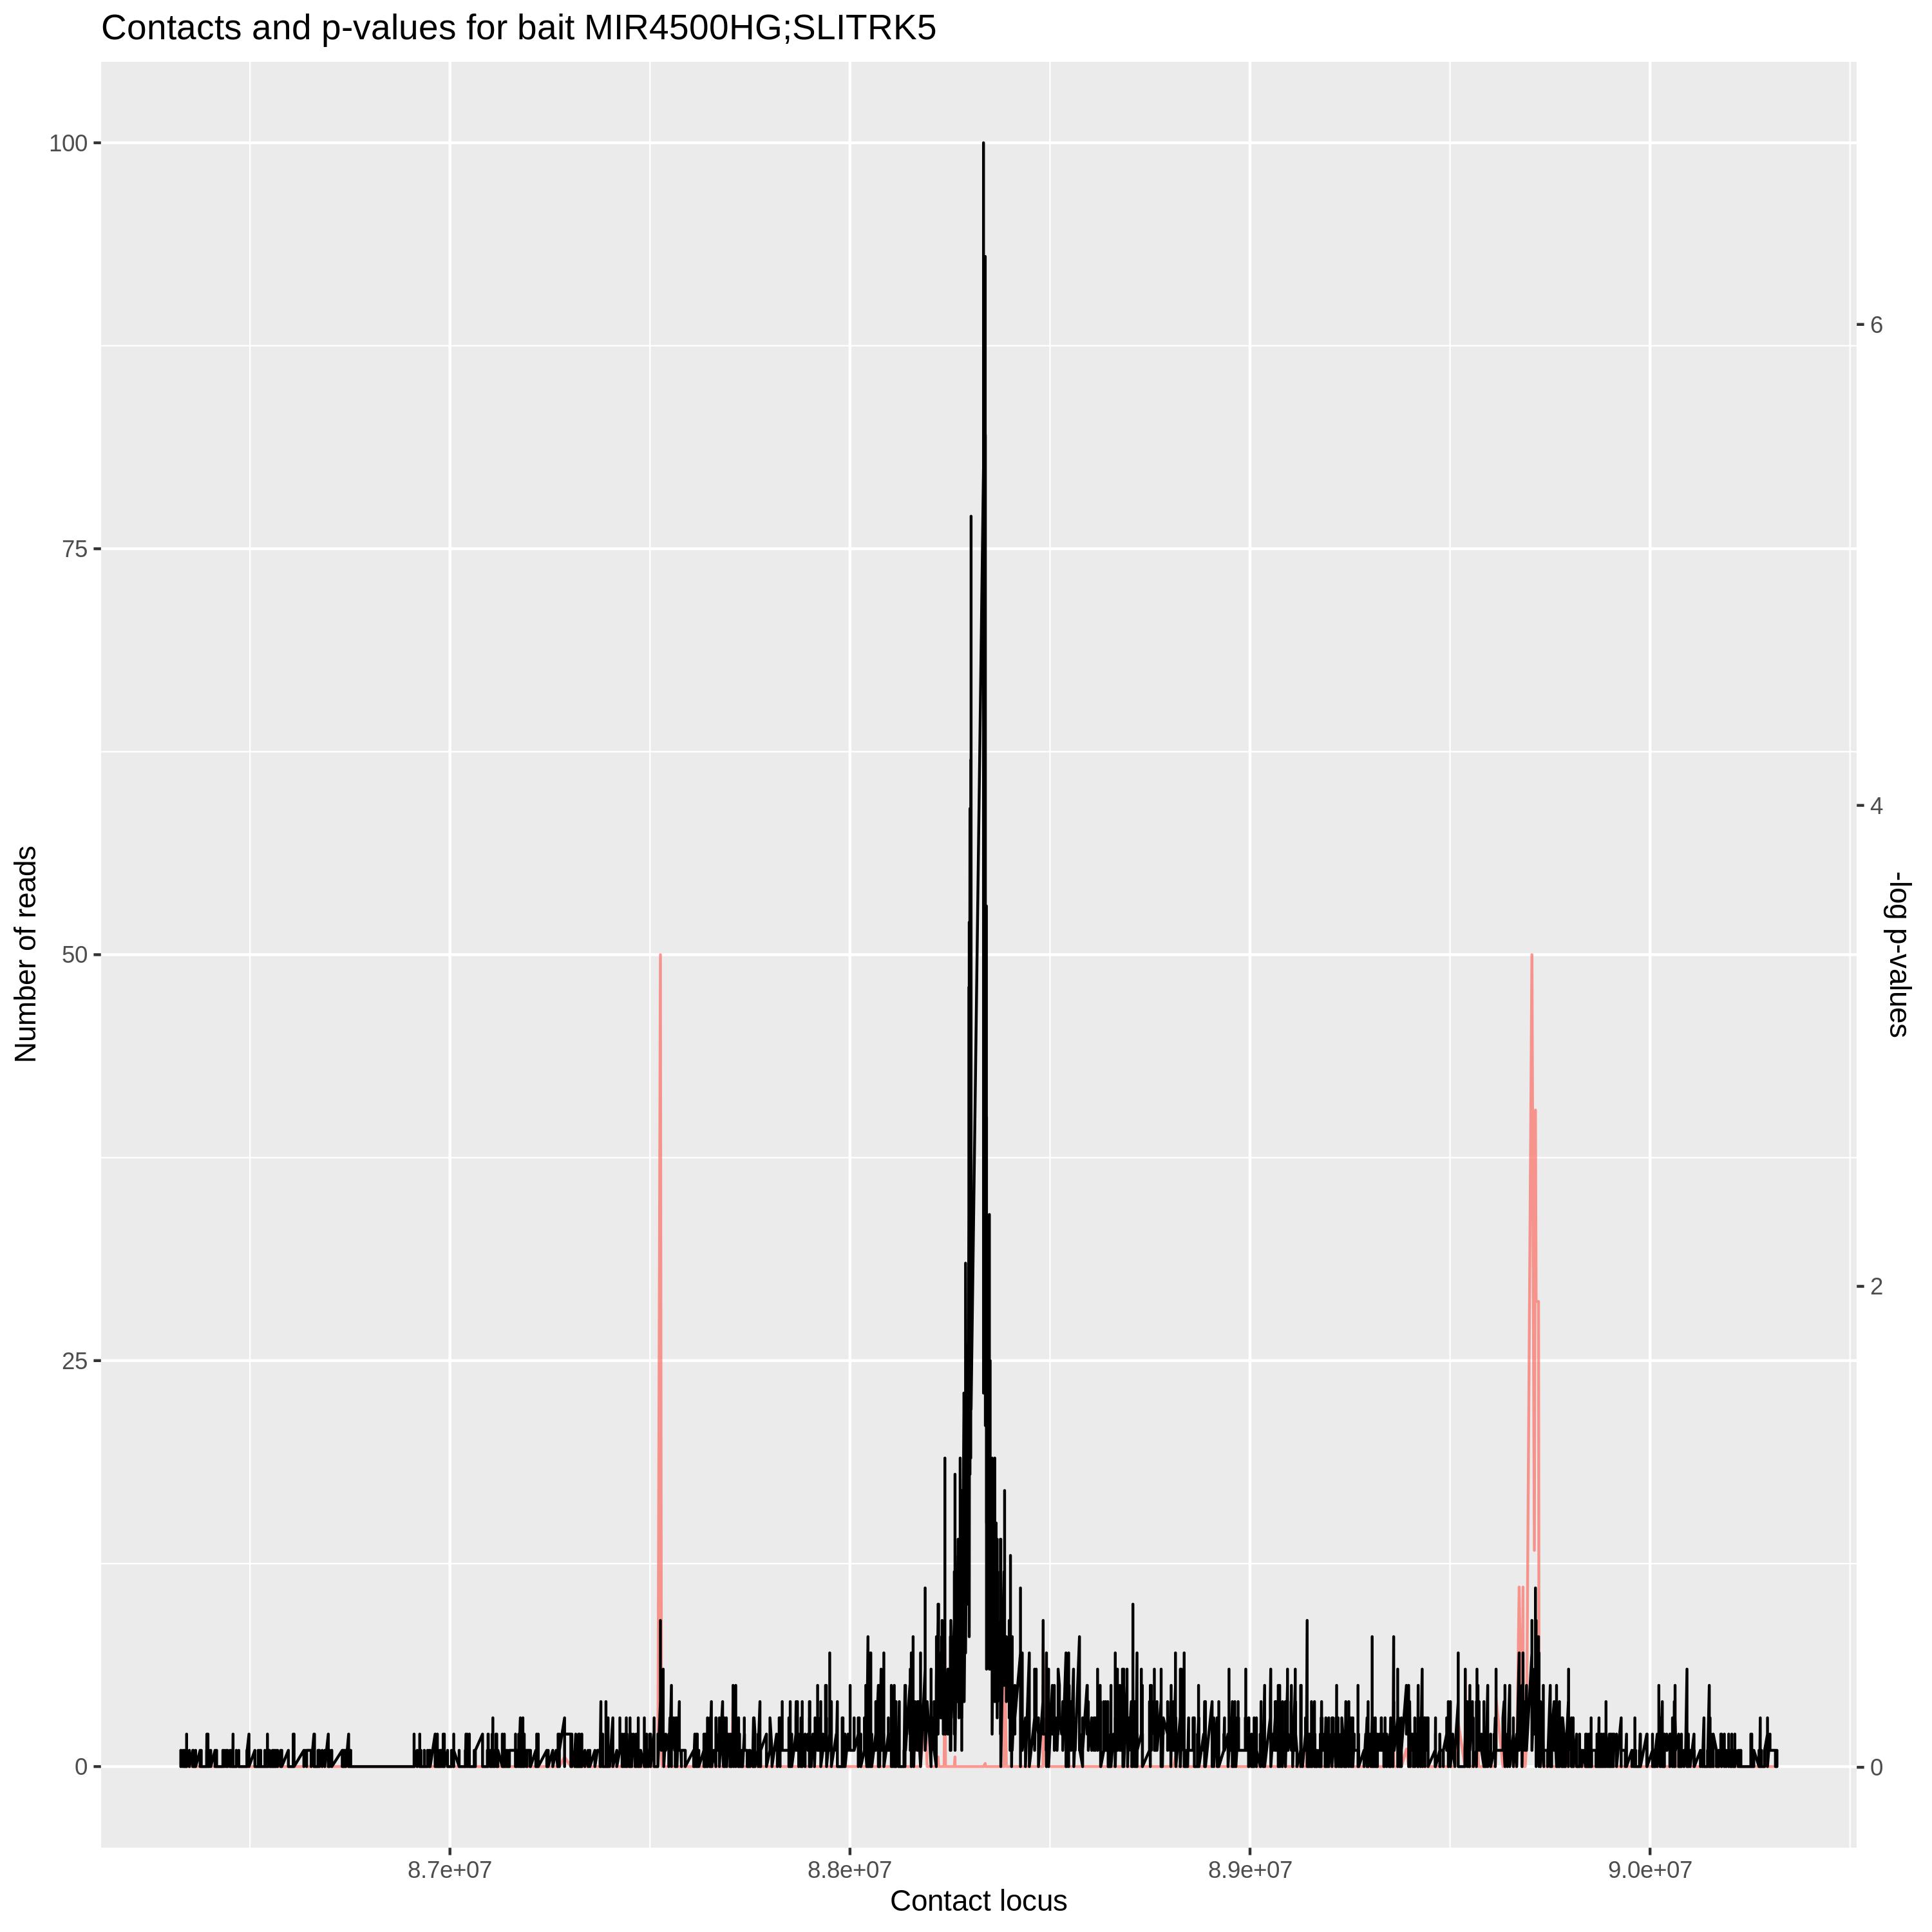 Contacts and p-values for bait MIR4500HG;SLITRK5
100
75
50
25
0
Number of reads
6
4
2
0
-log p-values
8.7e+07
8.8e+07
8.9e+07
9.0e+07
Contact locus